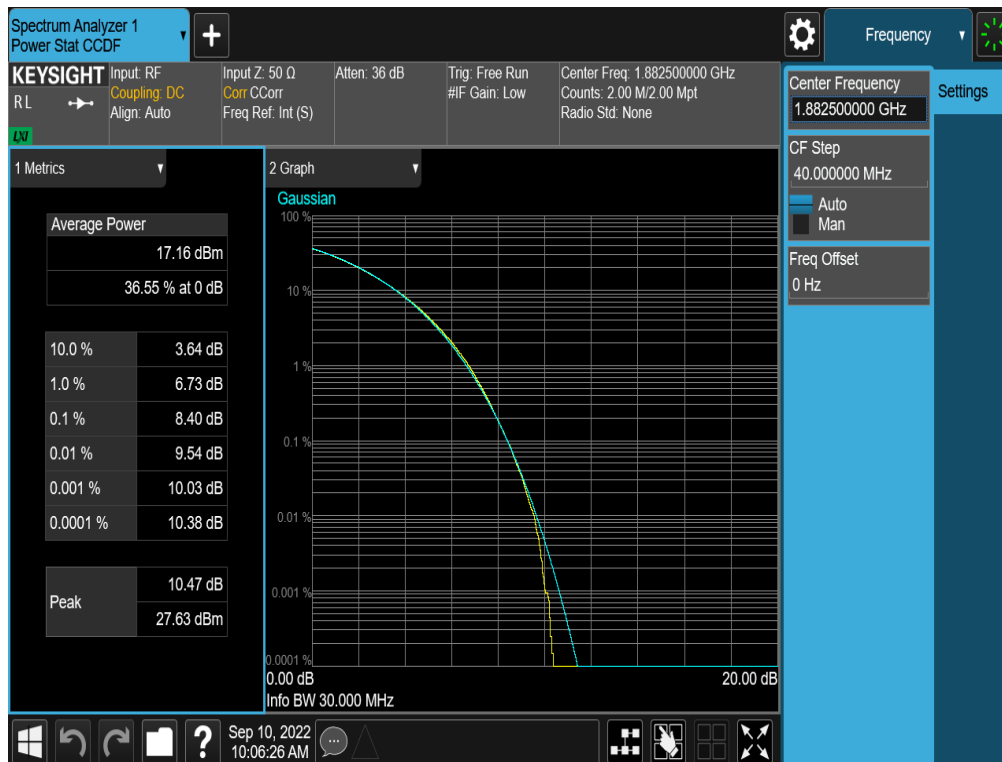 Spectrum Analyzer 1
Power Stat CCDF
+
Frequency
KEYSIGHT
RL
LXI
Input: RF
Coupling: DC
Align: Auto
Input Z: 50 Ω
Corr CCorr
Freq Ref: Int (S)
Atten: 36 dB
Trig: Free Run
#IF Gain: Low
Center Freq: 1.882500000 GHz
Counts: 2.00 M/2.00 Mpt
Radio Std: None
Center Frequency
1.882500000 GHz
Settings
CF Step
40.000000 MHz
Auto
Man
Freq Offset
0 Hz
1 Metrics
Average Power
17.16 dBm
36.55 % at 0 dB
10.0 % 3.64 dB
1.0 % 6.73 dB
0.1 % 8.40 dB
0.01 % 9.54 dB
0.001 % 10.03 dB
0.0001 % 10.38 dB
Peak
10.47 dB
27.63 dBm
2 Graph
Gaussian
100 %
10 %
1 %
0.1 %
0.01 %
0.001 %
0.0001 %
0.00 dB 20.00 dB
Info BW 30.000 MHz
?
Sep 10, 2022
10:06:26 AM